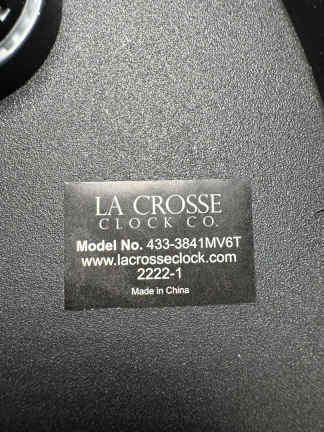 LA CROSSE
CLOCK CO.
Model No. 433-3841MV6T
www.lacrosseclock.com
2222-1
Made in China